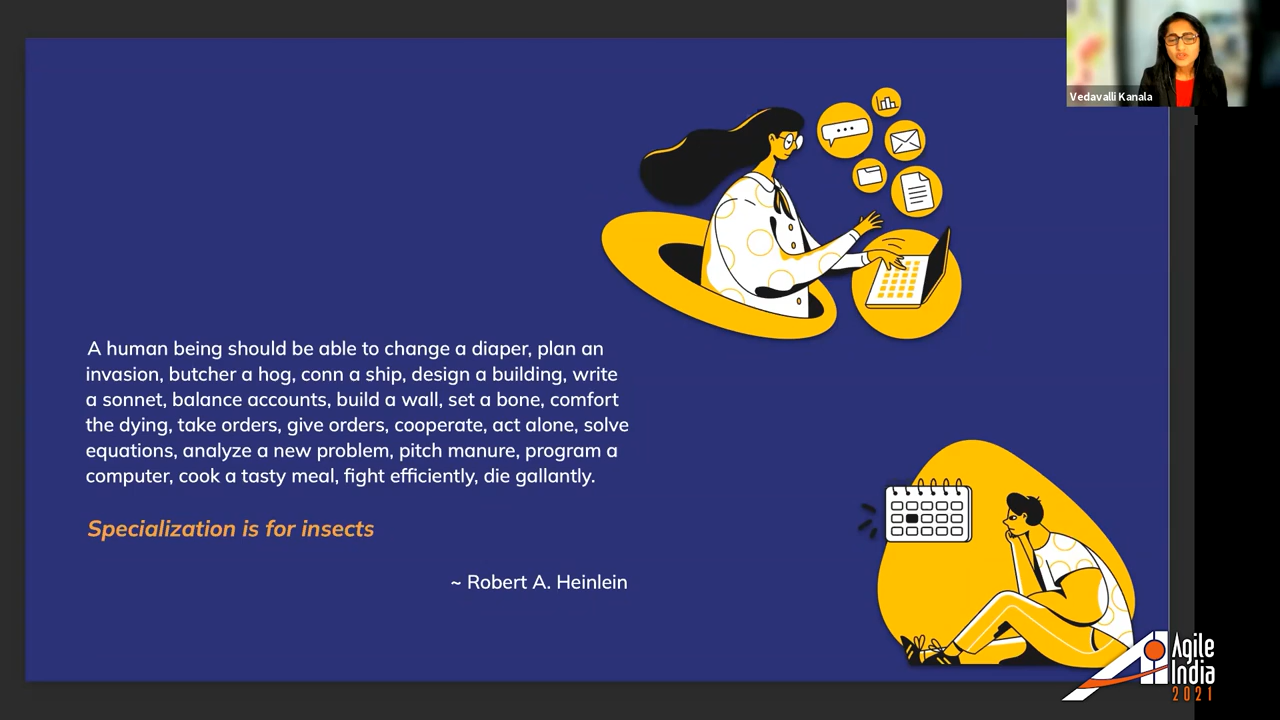 Vedavalli Kanala
A human being should be able to change a diaper, plan an
invasion, butcher a hog, conn a ship, design a building, write
a sonnet, balance accounts, build a wall, set a bone, comfort
the dying, take orders, give orders, cooperate, act alone, solve
equations, analyze a new problem, pitch manure, program a
computer, cook a tasty meal, fight efficiently, die gallantly.
Specialization is for insects
~ Robert A. Heinlein
Agile
India
2021